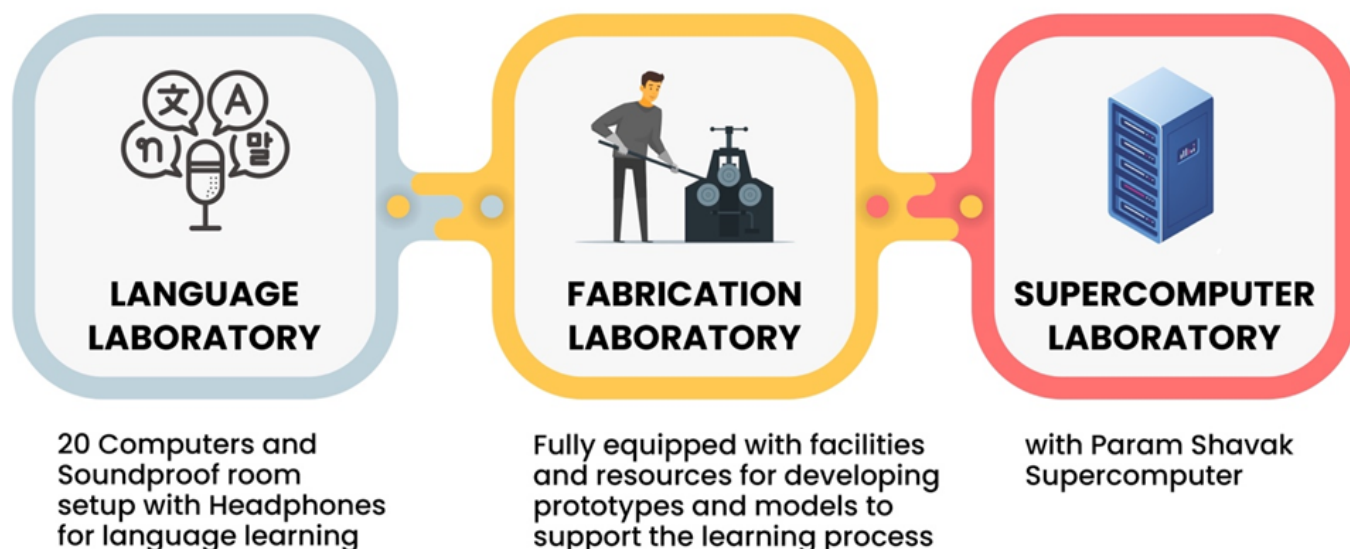 文 A
ก 말
LANGUAGE
LABORATORY
20 Computers and
Soundproof room
setup with Headphones
for language learning
FABRICATION
LABORATORY
Fully equipped with facilities
and resources for developing
prototypes and models to
support the learning process
SUPERCOMPUTER
LABORATORY
with Param Shavak
Supercomputer